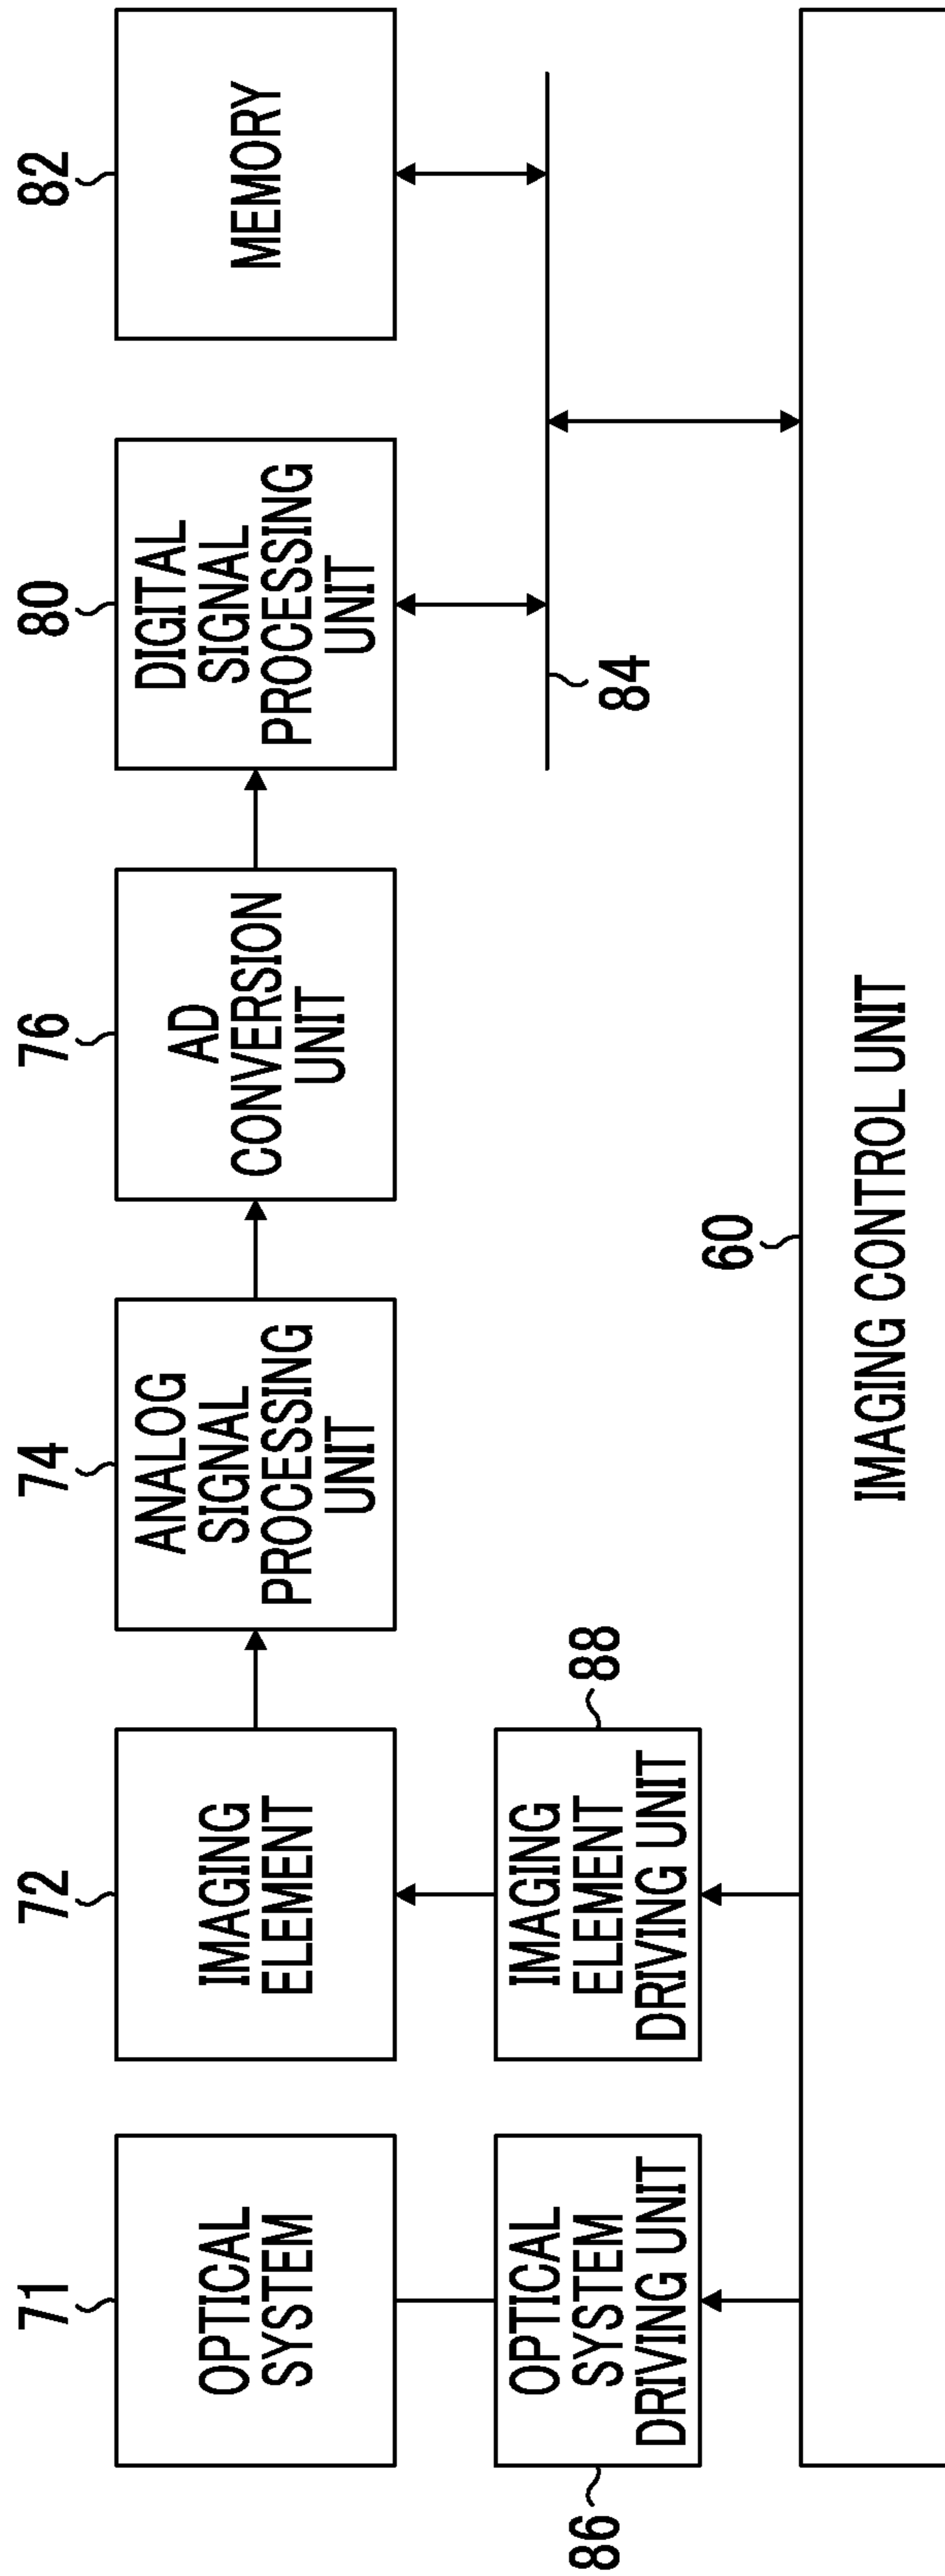 71
OPTICAL
SYSTEM
72
IMAGING
ELEMENT
74
ANALOG
SIGNAL
PROCESSING
UNIT
76
AD
CONVERSION
UNIT
80
DIGITAL
SIGNAL
PROCESSING
UNIT
82
MEMORY
86
OPTICAL
SYSTEM
DRIVING UNIT
IMAGING
ELEMENT
DRIVING UNIT
88
84
60
IMAGING CONTROL UNIT